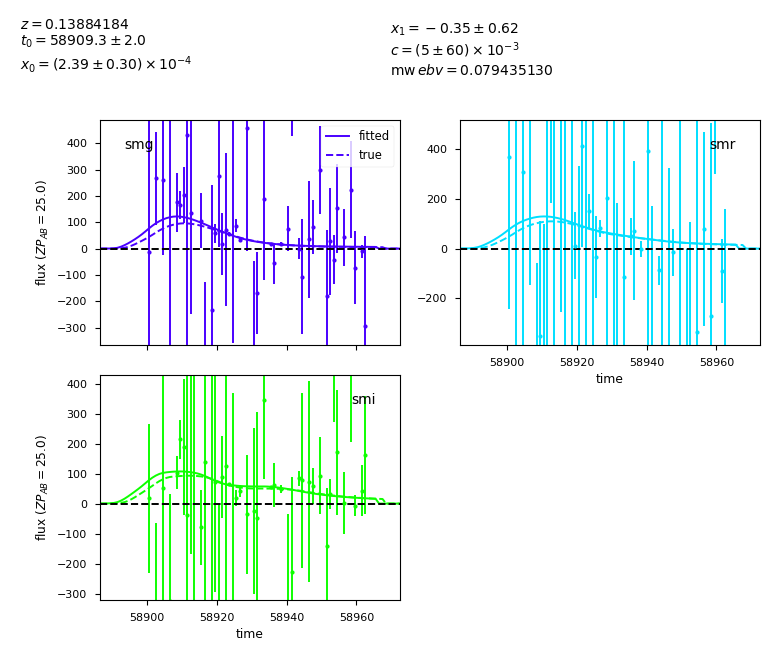 z = 0.13884184
t₀ = 58909.3 ± 2.0
x₀ = (2.39 ± 0.30) × 10⁻⁴
x₁ = −0.35 ± 0.62
c = (5 ± 60) × 10⁻³
mw ebv = 0.079435130
smg
fitted
true
400
300
200
100
0
−100
−200
−300
flux (ZP_AB = 25.0)
smr
400
200
0
−200
58900 58920 58940 58960
time
smi
400
300
200
100
0
−100
−200
−300
flux (ZP_AB = 25.0)
58900 58920 58940 58960
time